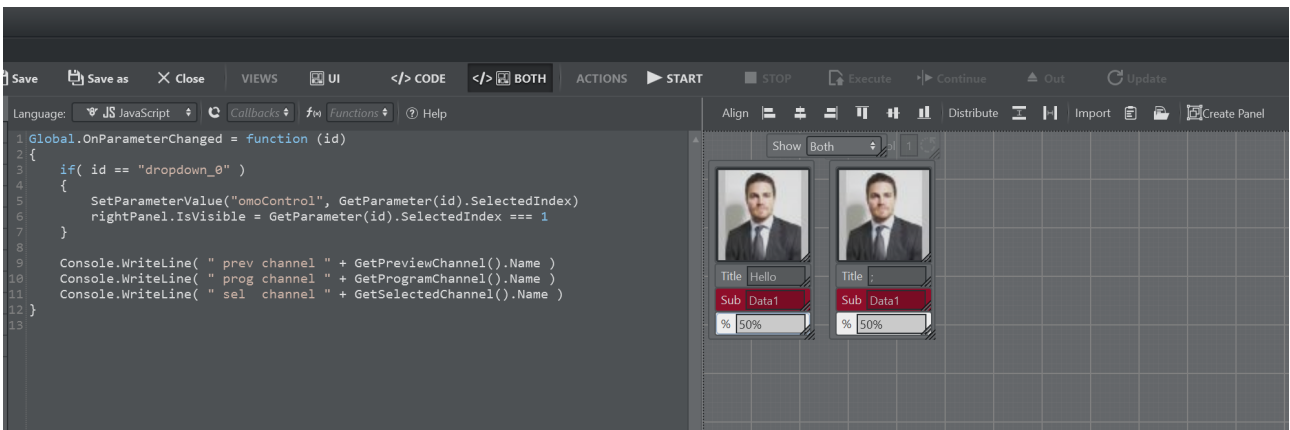 Save Save as Close VIEWS UI </> CODE </> BOTH ACTIONS START STOP Execute Continue Out Update
Language: JS JavaScript Callbacks f(x) Functions ? Help Align Distribute Import Create Panel
1 Global.OnParameterChanged = function (id)
2 {
3 if( id == "dropdown_0" )
4 {
5 SetParameterValue("omoControl", GetParameter(id).SelectedIndex)
6 rightPanel.IsVisible = GetParameter(id).SelectedIndex === 1
7 }
8
9 Console.WriteLine( " prev channel " + GetPreviewChannel().Name )
10 Console.WriteLine( " prog channel " + GetProgramChannel().Name )
11 Console.WriteLine( " sel  channel " + GetSelectedChannel().Name )
12 }
13
Show Both ol 1
Title Hello
Sub Data1
% 50%
Title ;
Sub Data1
% 50%